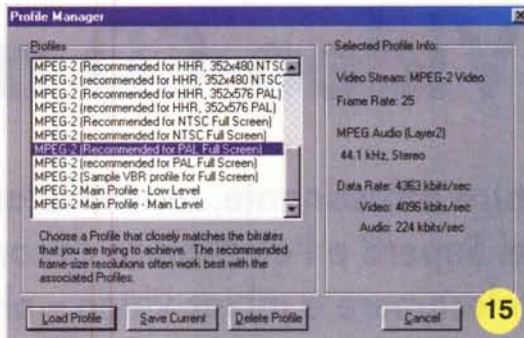 Profile Manager
Profiles
MPEG-2 (Recommended for HHR, 352x480 NTSC
MPEG-2 (recommended for HHR, 352x480 NTSC
MPEG-2 (Recommended for HHR, 352x576 PAL)
MPEG-2 (recommended for HHR, 352x576 PAL)
MPEG-2 (Recommended for NTSC Full Screen)
MPEG-2 (recommended for NTSC Full Screen)
MPEG-2 (Recommended for PAL Full Screen)
MPEG-2 (recommended for PAL Full Screen)
MPEG-2 (Sample VBR profile for Full Screen)
MPEG-2 Main Profile - Low Level
MPEG-2 Main Profile - Main Level
Choose a Profile that closely matches the bitrates
that you are trying to achieve. The recommended
frame-size resolutions often work best with the
associated Profiles.
Selected Profile Info:
Video Stream: MPEG-2 Video
Frame Rate: 25
MPEG Audio (Layer2)
44.1 kHz, Stereo
Data Rate: 4363 kbits/sec
Video: 4096 kbits/sec
Audio: 224 kbits/sec
Load Profile
Save Current
Delete Profile
Cancel
15